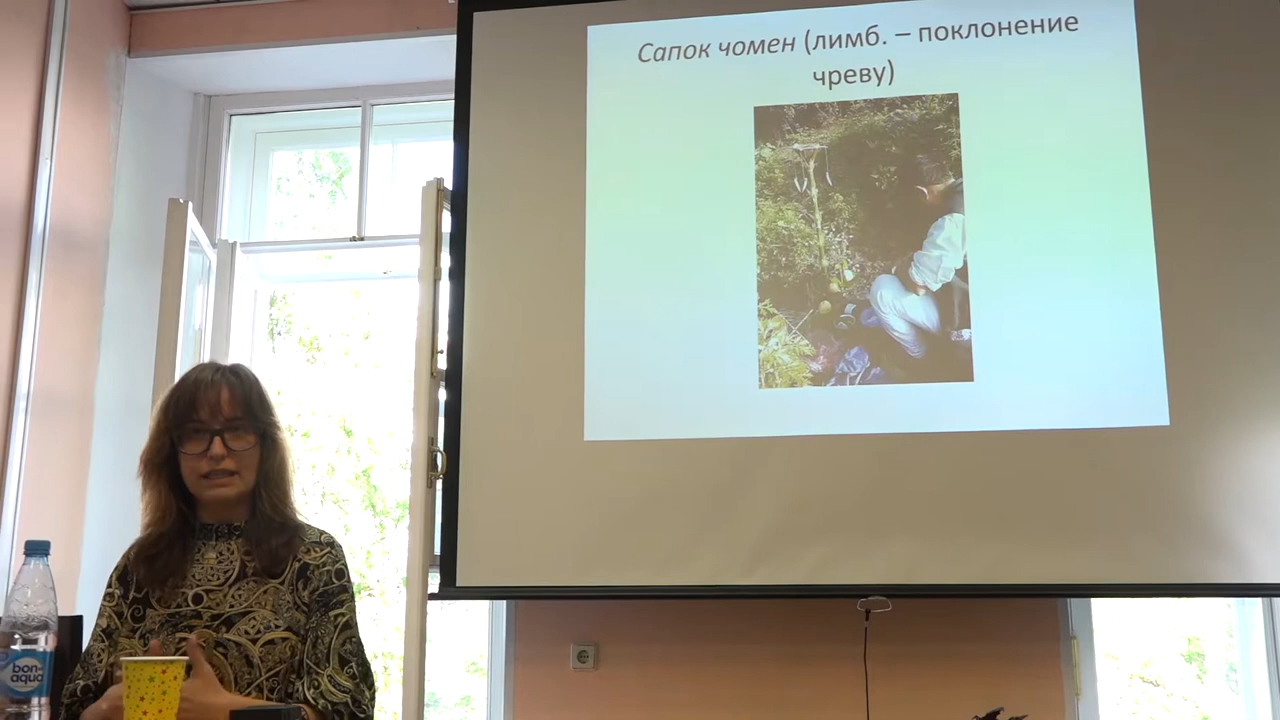 Сапок чомен (лимб. – поклонение
чреву)
bon-
aqua